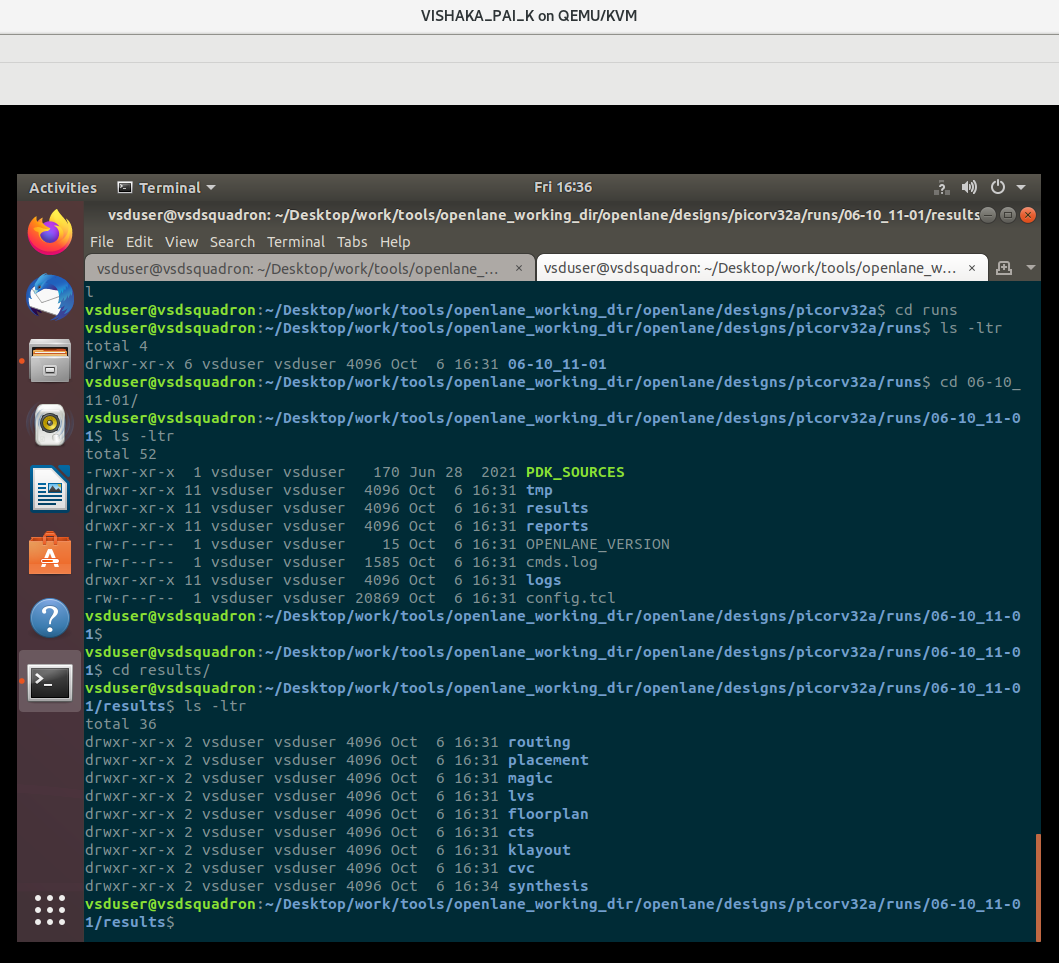 VISHAKA_PAI_K on QEMU/KVM
Activities Terminal Fri 16:36
vsduser@vsdsquadron: ~/Desktop/work/tools/openlane_working_dir/openlane/designs/picorv32a/runs/06-10_11-01/results
File Edit View Search Terminal Tabs Help
vsduser@vsdsquadron: ~/Desktop/work/tools/openlane_... × vsduser@vsdsquadron: ~/Desktop/work/tools/openlane_w... ×
l
vsduser@vsdsquadron:~/Desktop/work/tools/openlane_working_dir/openlane/designs/picorv32a$ cd runs
vsduser@vsdsquadron:~/Desktop/work/tools/openlane_working_dir/openlane/designs/picorv32a/runs$ ls -ltr
total 4
drwxr-xr-x 6 vsduser vsduser 4096 Oct  6 16:31 06-10_11-01
vsduser@vsdsquadron:~/Desktop/work/tools/openlane_working_dir/openlane/designs/picorv32a/runs$ cd 06-10_
11-01/
vsduser@vsdsquadron:~/Desktop/work/tools/openlane_working_dir/openlane/designs/picorv32a/runs/06-10_11-0
1$ ls -ltr
total 52
-rwxr-xr-x  1 vsduser vsduser   170 Jun 28  2021 PDK_SOURCES
drwxr-xr-x 11 vsduser vsduser  4096 Oct  6 16:31 tmp
drwxr-xr-x 11 vsduser vsduser  4096 Oct  6 16:31 results
drwxr-xr-x 11 vsduser vsduser  4096 Oct  6 16:31 reports
-rw-r--r--  1 vsduser vsduser    15 Oct  6 16:31 OPENLANE_VERSION
-rw-r--r--  1 vsduser vsduser  1585 Oct  6 16:31 cmds.log
drwxr-xr-x 11 vsduser vsduser  4096 Oct  6 16:31 logs
-rw-r--r--  1 vsduser vsduser 20869 Oct  6 16:31 config.tcl
vsduser@vsdsquadron:~/Desktop/work/tools/openlane_working_dir/openlane/designs/picorv32a/runs/06-10_11-0
1$
vsduser@vsdsquadron:~/Desktop/work/tools/openlane_working_dir/openlane/designs/picorv32a/runs/06-10_11-0
1$ cd results/
vsduser@vsdsquadron:~/Desktop/work/tools/openlane_working_dir/openlane/designs/picorv32a/runs/06-10_11-0
1/results$ ls -ltr
total 36
drwxr-xr-x 2 vsduser vsduser 4096 Oct  6 16:31 routing
drwxr-xr-x 2 vsduser vsduser 4096 Oct  6 16:31 placement
drwxr-xr-x 2 vsduser vsduser 4096 Oct  6 16:31 magic
drwxr-xr-x 2 vsduser vsduser 4096 Oct  6 16:31 lvs
drwxr-xr-x 2 vsduser vsduser 4096 Oct  6 16:31 floorplan
drwxr-xr-x 2 vsduser vsduser 4096 Oct  6 16:31 cts
drwxr-xr-x 2 vsduser vsduser 4096 Oct  6 16:31 klayout
drwxr-xr-x 2 vsduser vsduser 4096 Oct  6 16:31 cvc
drwxr-xr-x 2 vsduser vsduser 4096 Oct  6 16:34 synthesis
vsduser@vsdsquadron:~/Desktop/work/tools/openlane_working_dir/openlane/designs/picorv32a/runs/06-10_11-0
1/results$